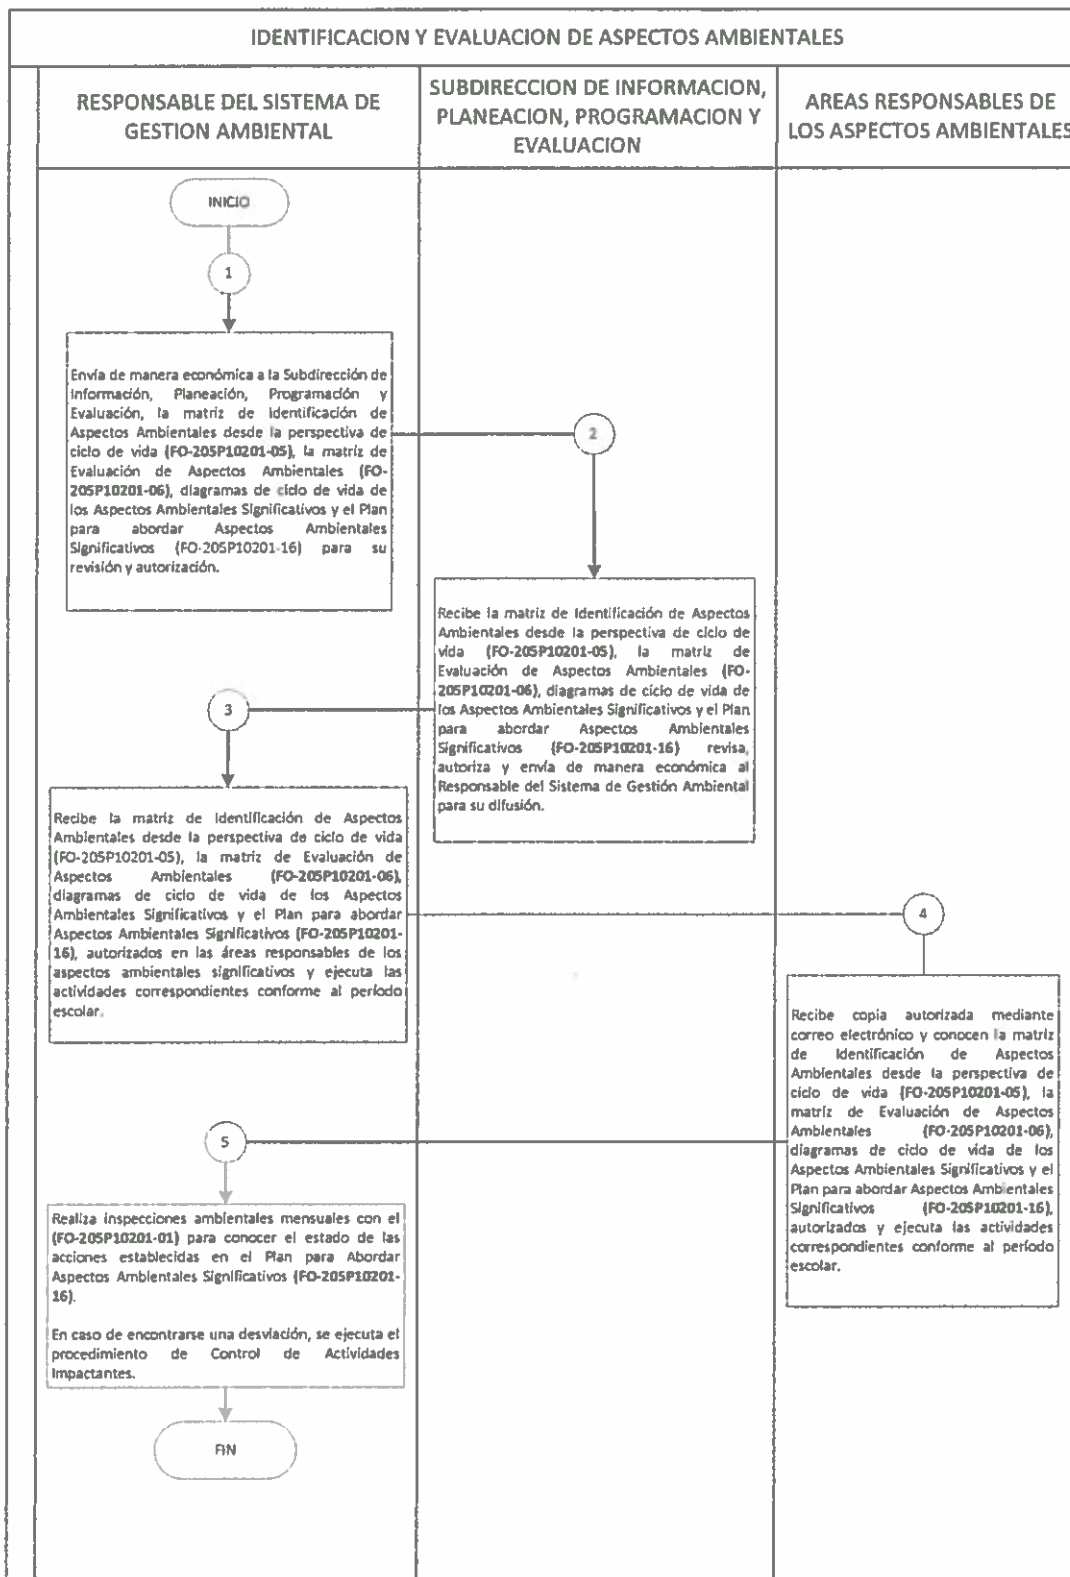 IDENTIFICACION Y EVALUACION DE ASPECTOS AMBIENTALES
RESPONSABLE DEL SISTEMA DE
GESTION AMBIENTAL
SUBDIRECCION DE INFORMACION,
PLANEACION, PROGRAMACION Y
EVALUACION
AREAS RESPONSABLES DE
LOS ASPECTOS AMBIENTALES
INICIO
1
Envía de manera económica a la Subdirección de
Información, Planeación, Programación y
Evaluación, la matriz de Identificación de
Aspectos Ambientales desde la perspectiva de
ciclo de vida (FO-205P10201-05), la matriz de
Evaluación de Aspectos Ambientales (FO-
205P10201-06), diagramas de ciclo de vida de
los Aspectos Ambientales Significativos y el Plan
para abordar Aspectos Ambientales
Significativos (FO-205P10201-16) para su
revisión y autorización.
2
Recibe la matriz de Identificación de Aspectos
Ambientales desde la perspectiva de ciclo de
vida (FO-205P10201-05), la matriz de
Evaluación de Aspectos Ambientales (FO-
205P10201-06), diagramas de ciclo de vida de
los Aspectos Ambientales Significativos y el Plan
para abordar Aspectos Ambientales
Significativos (FO-205P10201-16) revisa,
autoriza y envía de manera económica al
Responsable del Sistema de Gestión Ambiental
para su difusión.
3
Recibe la matriz de Identificación de Aspectos
Ambientales desde la perspectiva de ciclo de vida
(FO-205P10201-05), la matriz de Evaluación de
Aspectos Ambientales (FO-205P10201-06),
diagramas de ciclo de vida de los Aspectos
Ambientales Significativos y el Plan para abordar
Aspectos Ambientales Significativos (FO-205P10201-
16), autorizados en las áreas responsables de los
aspectos ambientales significativos y ejecuta las
actividades correspondientes conforme al período
escolar.
4
Recibe copia autorizada mediante
correo electrónico y conocen la matriz
de Identificación de Aspectos
Ambientales desde la perspectiva de
ciclo de vida (FO-205P10201-05), la
matriz de Evaluación de Aspectos
Ambientales (FO-205P10201-06),
diagramas de ciclo de vida de los
Aspectos Ambientales Significativos y el
Plan para abordar Aspectos Ambientales
Significativos (FO-205P10201-16),
autorizados y ejecuta las actividades
correspondientes conforme al período
escolar.
5
Realiza inspecciones ambientales mensuales con el
(FO-205P10201-01) para conocer el estado de las
acciones establecidas en el Plan para Abordar
Aspectos Ambientales Significativos (FO-205P10201-
16).
En caso de encontrarse una desviación, se ejecuta el
procedimiento de Control de Actividades
Impactantes.
FIN